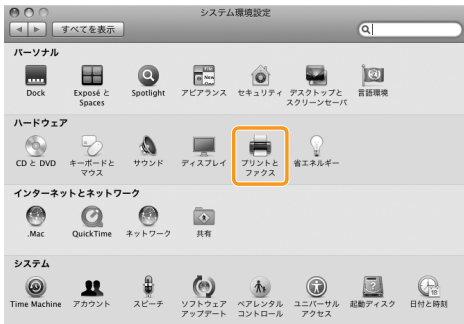 システム環境設定
すべてを表示
パーソナル
Dock
Exposé と
Spaces
Spotlight
アピアランス
セキュリティ
デスクトップと
スクリーンセーバ
言語環境
ハードウェア
CD と DVD
キーボードと
マウス
サウンド
ディスプレイ
プリントと
ファクス
省エネルギー
インターネットとネットワーク
.Mac
QuickTime
ネットワーク
共有
システム
Time Machine
アカウント
スピーチ
ソフトウェア
アップデート
ペアレンタル
コントロール
ユニバーサル
アクセス
起動ディスク
日付と時刻